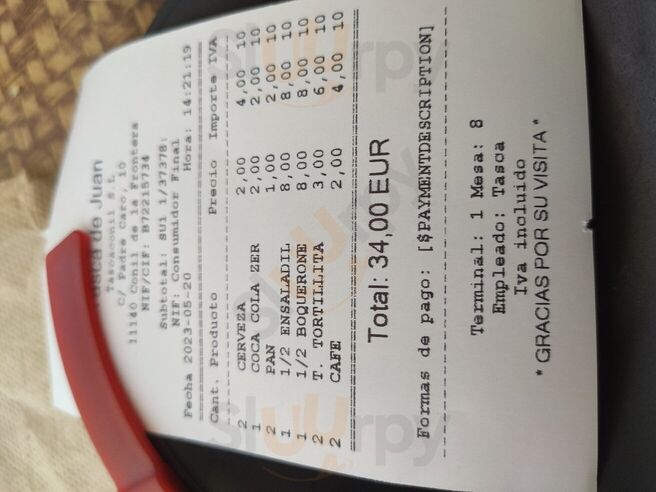 asca de Juan
Tascaconil S.L.
C/ Padre Caro, 10
11140 Conil de la Frontera
NIF/CIF: B72215734
Subtotal: SU1 1/37378:
NIF: Consumidor Final
Fecha 2023-05-20 Hora: 14:21:19
Cant. Producto Precio Importe IVA
2 CERVEZA 2,00 4,00 10
1 COCA COLA ZER 2,00 2,00 10
2 PAN 1,00 2,00 10
1 1/2 ENSALADIL 8,00 8,00 10
1 1/2 BOQUERONE 8,00 8,00 10
2 T. TORTILLITA 3,00 6,00 10
2 CAFE 2,00 4,00 10
Total: 34,00 EUR
Formas de pago: [$PAYMENTDESCRIPTION]
Terminal: 1 Mesa: 8
Empleado: Tasca
Iva incluido
*GRACIAS POR SU VISITA*
sluurpy
sluurpy
sluurpy